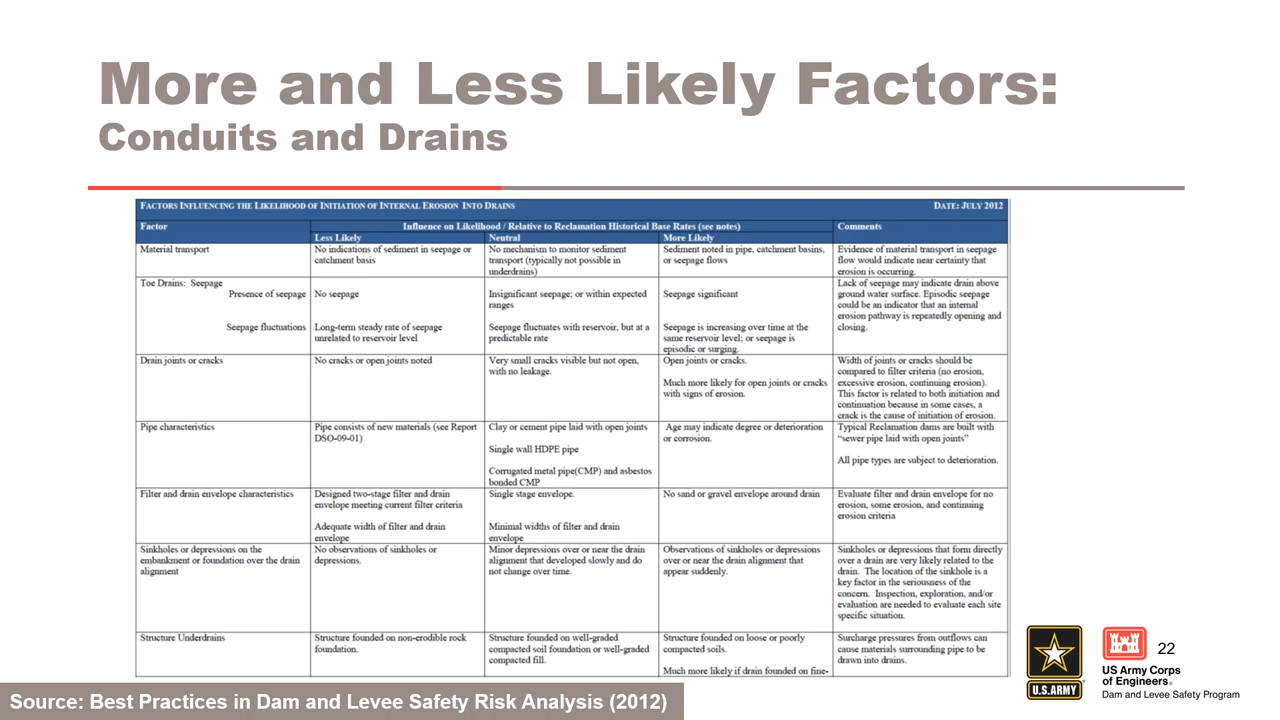 More and Less Likely Factors:
Conduits and Drains
FACTORS INFLUENCING THE LIKELIHOOD OF INITIATION OF INTERNAL EROSION INTO DRAINS
DATE: JULY 2012
Factor
Influence on Likelihood / Relative to Reclamation Historical Base Rates (see notes)
Comments
Less Likely
Neutral
More Likely
Material transport
No indications of sediment in seepage or
catchment basis
No mechanism to monitor sediment
transport (typically not possible in
underdrains)
Sediment noted in pipe, catchment basins,
or seepage flows
Evidence of material transport in seepage
flow would indicate near certainty that
erosion is occurring.
Toe Drains: Seepage
Presence of seepage
No seepage
Insignificant seepage; or within expected
ranges
Seepage significant
Seepage fluctuations
Long-term steady rate of seepage
unrelated to reservoir level
Seepage fluctuates with reservoir, but at a
predictable rate
Seepage is increasing over time at the
same reservoir level; or seepage is
episodic or surging.
Lack of seepage may indicate drain above
ground water surface. Episodic seepage
could be an indicator that an internal
erosion pathway is repeatedly opening and
closing.
Drain joints or cracks
No cracks or open joints noted
Very small cracks visible but not open,
with no leakage.
Open joints or cracks.
Much more likely for open joints or cracks
with signs of erosion.
Width of joints or cracks should be
compared to filter criteria (no erosion,
excessive erosion, continuing erosion).
This factor is related to both initiation and
continuation because in some cases, a
crack is the cause of initiation of erosion.
Pipe characteristics
Pipe consists of new materials (see Report
DSO-09-01)
Clay or cement pipe laid with open joints
Single wall HDPE pipe
Corrugated metal pipe(CMP) and asbestos
bonded CMP
Age may indicate degree or deterioration
or corrosion.
Typical Reclamation dams are built with
“sewer pipe laid with open joints”
All pipe types are subject to deterioration.
Filter and drain envelope characteristics
Designed two-stage filter and drain
envelope meeting current filter criteria
Adequate width of filter and drain
envelope
Single stage envelope.
Minimal widths of filter and drain
envelope
No sand or gravel envelope around drain
Evaluate filter and drain envelope for no
erosion, some erosion, and continuing
erosion criteria
Sinkholes or depressions on the
embankment or foundation over the drain
alignment
No observations of sinkholes or
depressions.
Minor depressions over or near the drain
alignment that developed slowly and do
not change over time.
Observations of sinkholes or depressions
over or near the drain alignment that
appear suddenly.
Sinkholes or depressions that form directly
over a drain are very likely related to the
drain. The location of the sinkhole is a
key factor in the seriousness of the
concern. Inspection, exploration, and/or
evaluation are needed to evaluate each site
specific situation.
Structure Underdrains
Structure founded on non-erodible rock
foundation.
Structure founded on well-graded
compacted soil foundation or well-graded
compacted fill.
Structure founded on loose or poorly
compacted soils.
Much more likely if drain founded on fine-
Surcharge pressures from outflows can
cause materials surrounding pipe to be
drawn into drains.
22
U.S.ARMY
US Army Corps
of Engineers®
Dam and Levee Safety Program
Source: Best Practices in Dam and Levee Safety Risk Analysis (2012)